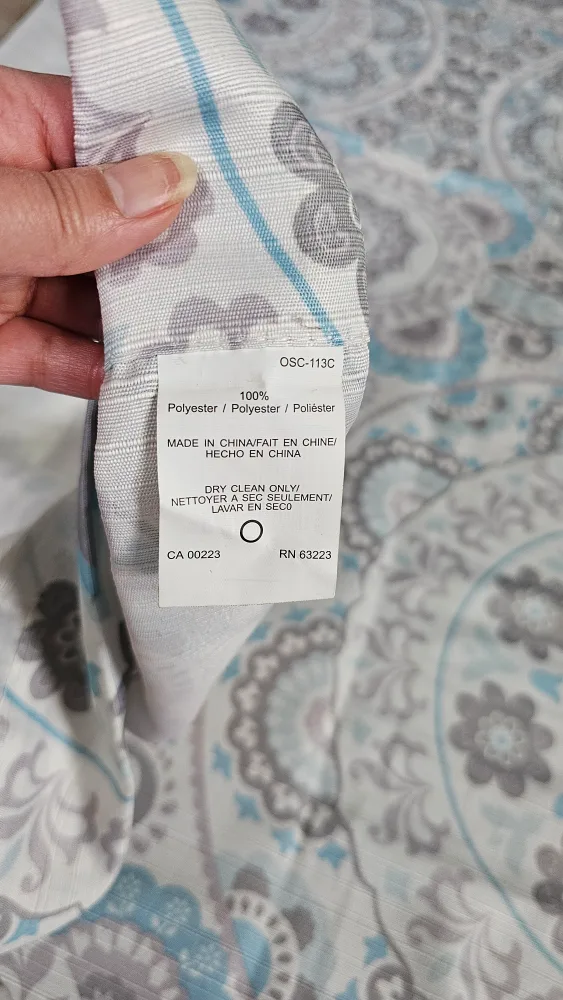 OSC-113C
100%
Polyester / Polyester / Polièster
MADE IN CHINA/FAIT EN CHINE/
HECHO EN CHINA
DRY CLEAN ONLY/
NETTOYER A SEC SEULEMENT/
LAVAR EN SEC0
CA 00223 RN 63223